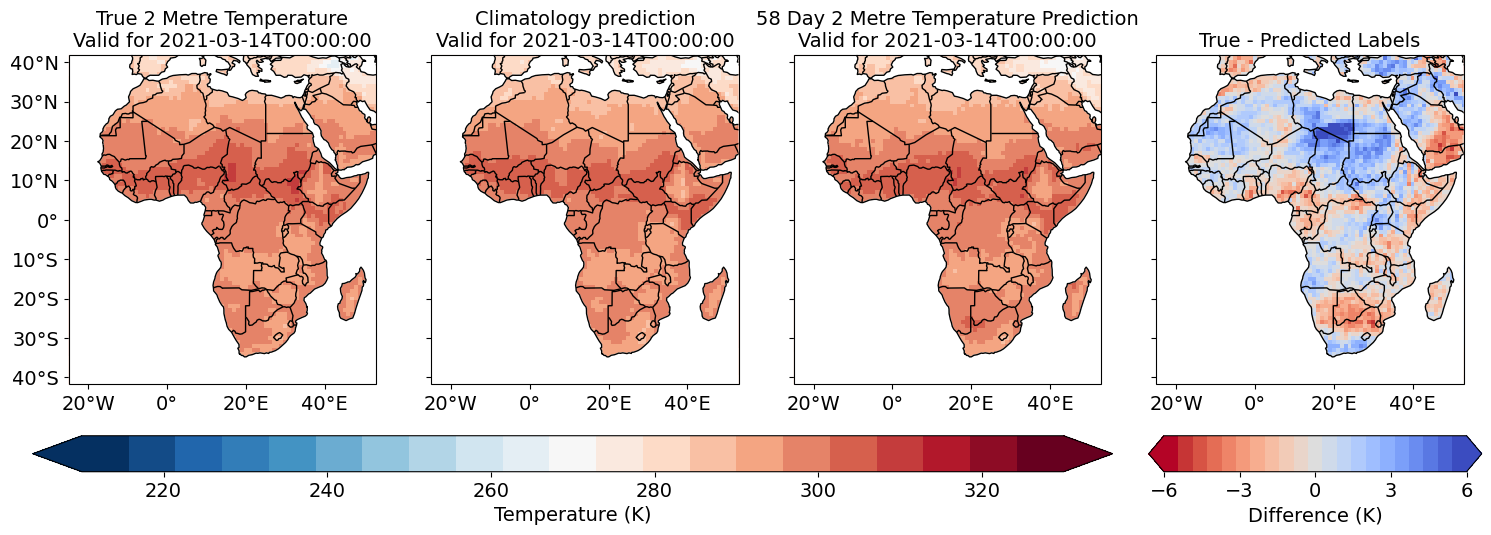 True 2 Metre Temperature
Valid for 2021-03-14T00:00:00
Climatology prediction
Valid for 2021-03-14T00:00:00
58 Day 2 Metre Temperature Prediction
Valid for 2021-03-14T00:00:00
True - Predicted Labels
40°N
30°N
20°N
10°N
0°
10°S
20°S
30°S
40°S
20°W 0° 20°E 40°E
20°W 0° 20°E 40°E
20°W 0° 20°E 40°E
20°W 0° 20°E 40°E
220 240 260 280 300 320
Temperature (K)
−6 −3 0 3 6
Difference (K)